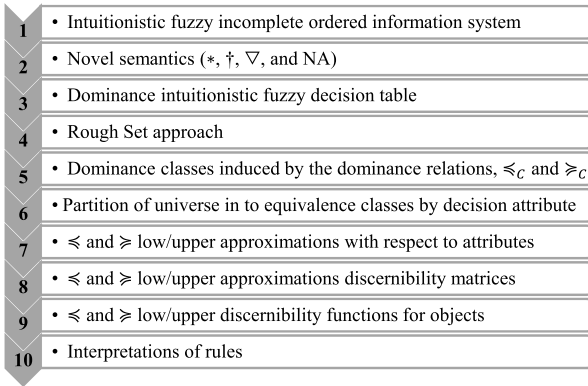 1 • Intuitionistic fuzzy incomplete ordered information system
2 • Novel semantics (*, †, ▽, and NA)
3 • Dominance intuitionistic fuzzy decision table
4 • Rough Set approach
5 • Dominance classes induced by the dominance relations, ≼C and ≽C
6 • Partition of universe in to equivalence classes by decision attribute
7 • ≼ and ≽ low/upper approximations with respect to attributes
8 • ≼ and ≽ low/upper approximations discernibility matrices
9 • ≼ and ≽ low/upper discernibility functions for objects
10 • Interpretations of rules